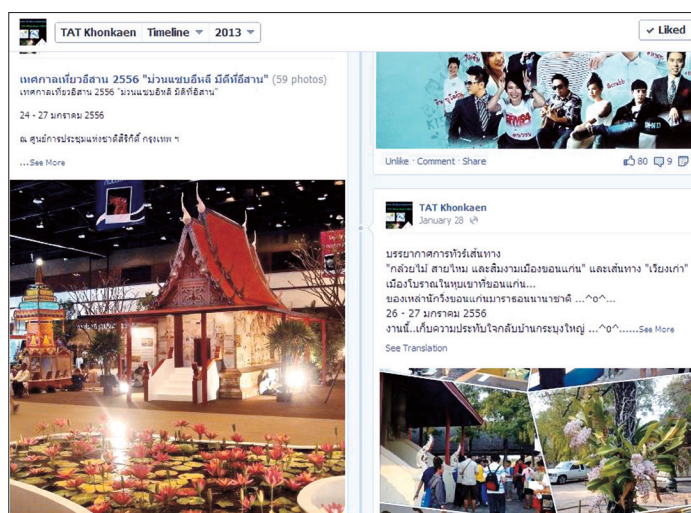 TAT Khonkaen Timeline 2013 Liked
เทศกาลเที่ยวอีสาน 2556 "ม่วนแซบอีหลี มีดีที่อีสาน" (59 photos)
เทศกาลเที่ยวอีสาน 2556 "ม่วนแซบอีหลี มีดีที่อีสาน"
24 - 27 มกราคม 2556
ณ ศูนย์การประชุมแห่งชาติสิริกิติ์ กรุงเทพ ฯ
...See More
Unlike · Comment · Share 80 9
TAT Khonkaen
January 28
บรรยากาศการทัวร์เส้นทาง
"กล้วยไม้ สายไหม และสิมงามเมืองขอนแก่น" และเส้นทาง "เวียงเก่า"
เมืองโบราณในหุบเขาที่ขอนแก่น...
ของเหล่านักวิ่งขอนแก่นมาราธอนนานาชาติ ...^o^...
26 - 27 มกราคม 2556
งานนี้..เก็บความประทับใจกลับบ้านกระบุงใหญ่ ...^o^......See More
See Translation